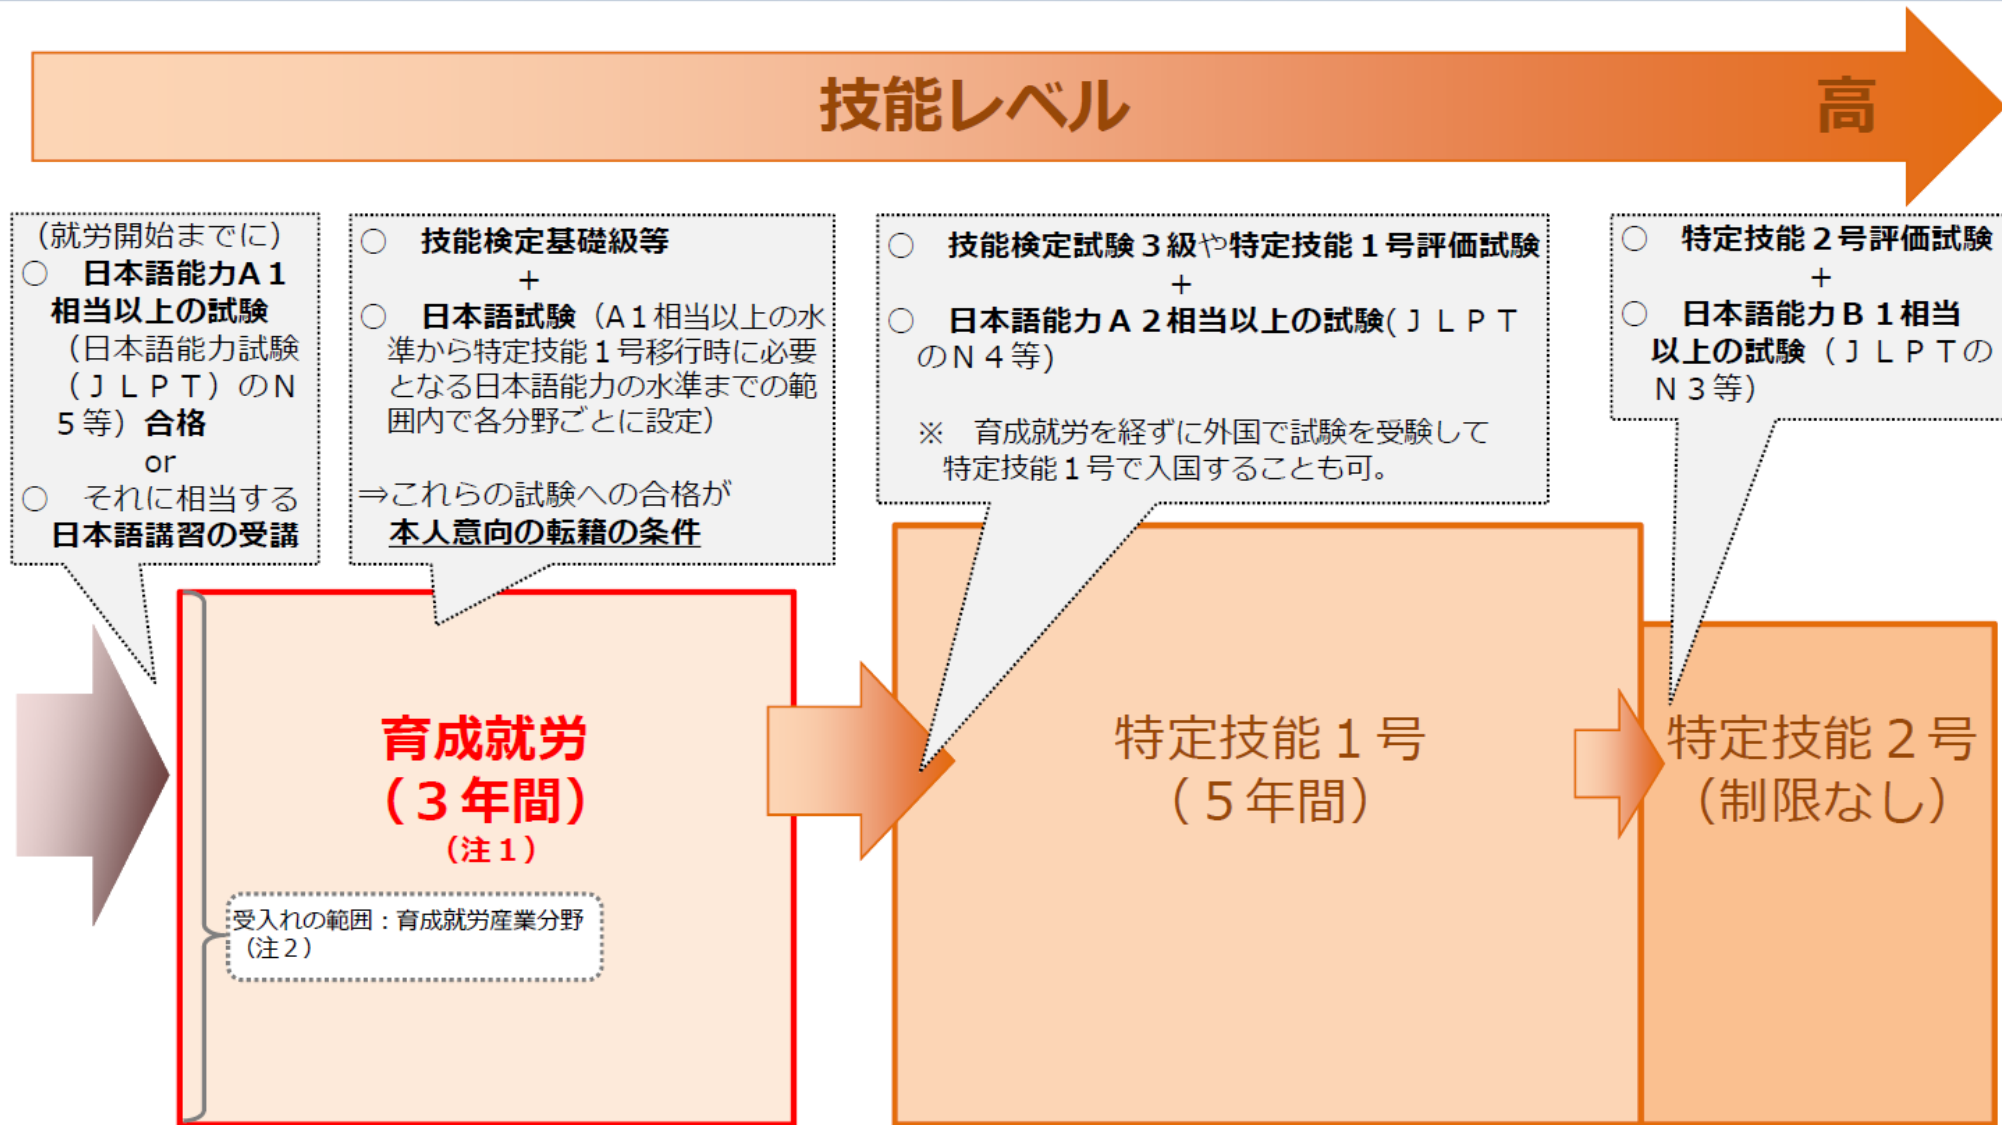 技能レベル 高
(就労開始までに)
○ 日本語能力A1
相当以上の試験
(日本語能力試験
(JLPT)のN
5等)合格
or
○ それに相当する
日本語講習の受講
○ 技能検定基礎級等
+
○ 日本語試験(A1相当以上の水
準から特定技能1号移行時に必要
となる日本語能力の水準までの範
囲内で各分野ごとに設定)
⇒これらの試験への合格が
本人意向の転籍の条件
○ 技能検定試験3級や特定技能1号評価試験
+
○ 日本語能力A2相当以上の試験(JLPT
のN4等)
※ 育成就労を経ずに外国で試験を受験して
特定技能1号で入国することも可。
○ 特定技能2号評価試験
+
○ 日本語能力B1相当
以上の試験(JLPTの
N3等)
育成就労
(3年間)
(注1)
受入れの範囲:育成就労産業分野
(注2)
特定技能1号
(5年間)
特定技能2号
(制限なし)